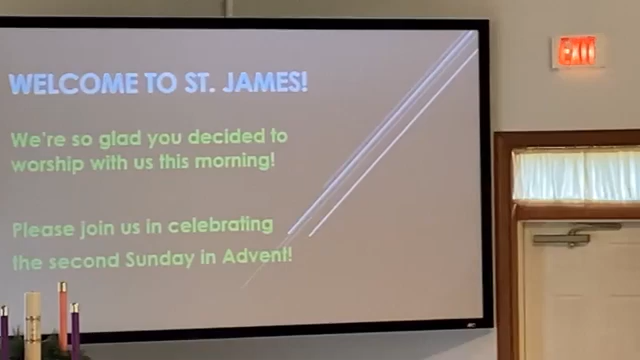 WELCOME TO ST. JAMES!
We're so glad you decided to
worship with us this morning!
Please join us in celebrating
the second Sunday in Advent!
EXIT